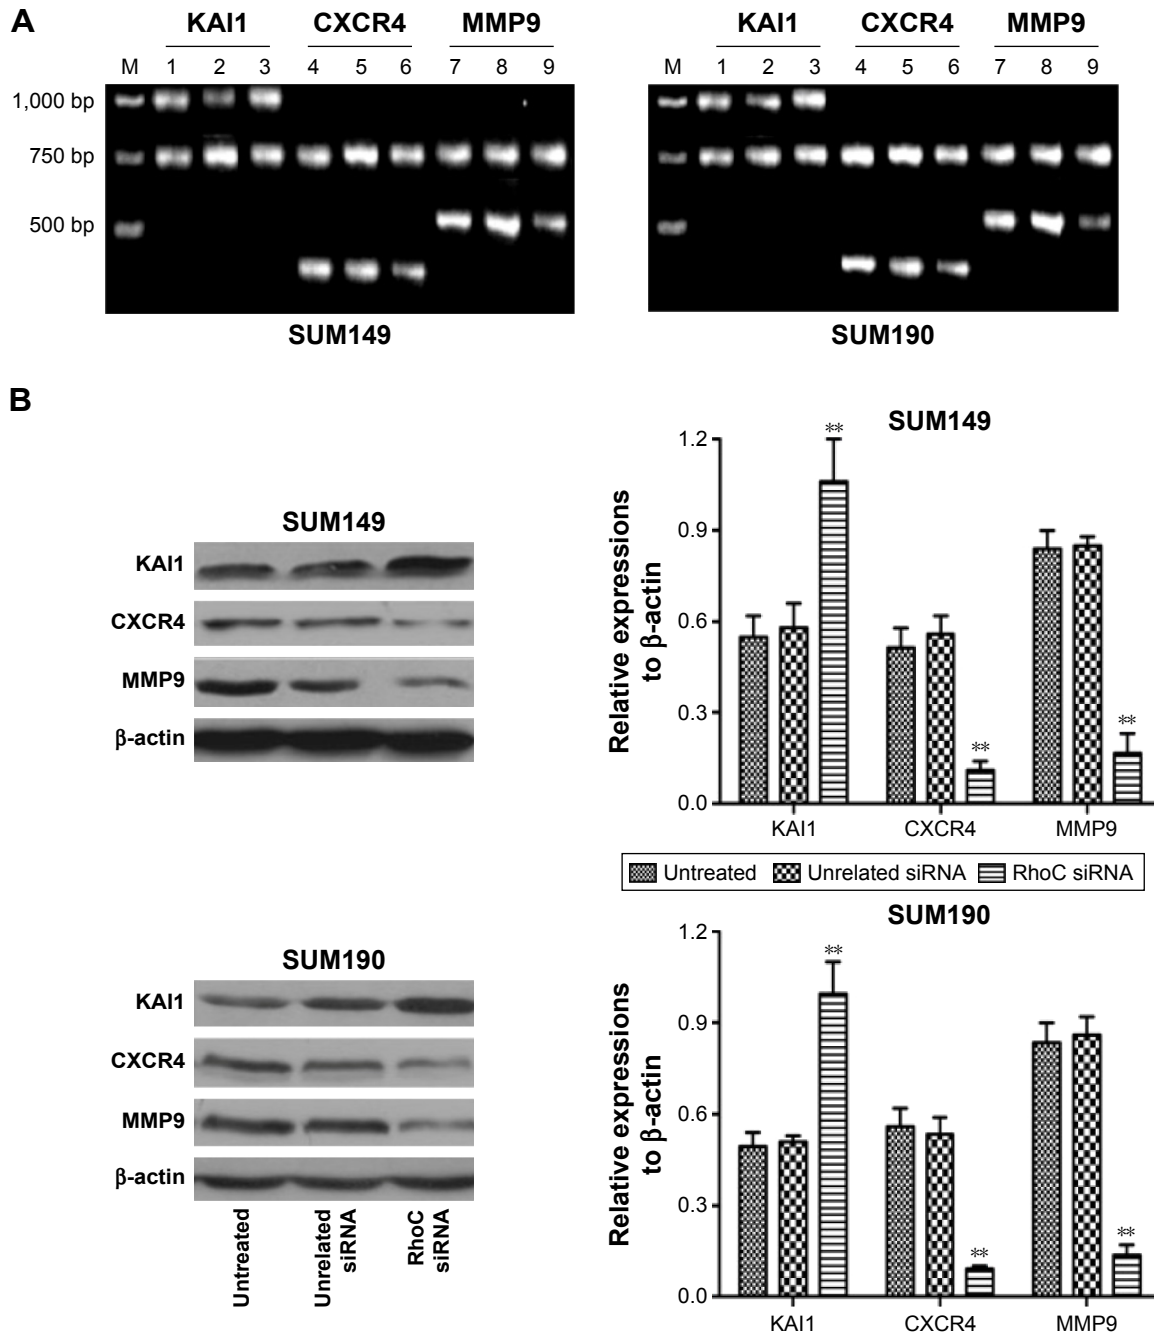 A
KAI1 CXCR4 MMP9
M 1 2 3 4 5 6 7 8 9
1,000 bp
750 bp
500 bp
SUM149
KAI1 CXCR4 MMP9
M 1 2 3 4 5 6 7 8 9
SUM190
B
SUM149
KAI1
CXCR4
MMP9
β-actin
SUM149
Relative expressions
to β-actin
1.2
0.9
0.6
0.3
0.0
**
**
**
KAI1 CXCR4 MMP9
Untreated Unrelated siRNA RhoC siRNA
SUM190
KAI1
CXCR4
MMP9
β-actin
Untreated
Unrelated
siRNA
RhoC
siRNA
SUM190
Relative expressions
to β-actin
1.2
0.9
0.6
0.3
0.0
**
**
**
KAI1 CXCR4 MMP9